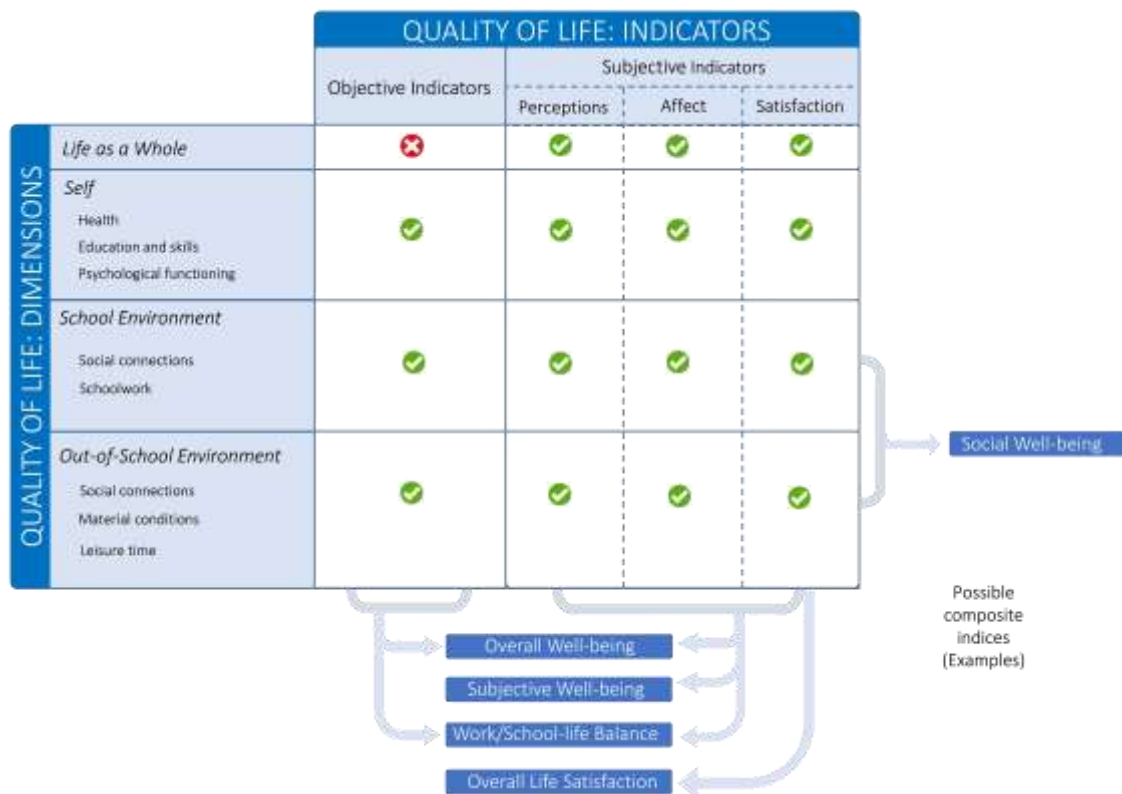 QUALITY OF LIFE: INDICATORS
Objective Indicators
Subjective Indicators
Perceptions
Affect
Satisfaction
QUALITY OF LIFE: DIMENSIONS
Life as a Whole
Self
Health
Education and skills
Psychological functioning
School Environment
Social connections
Schoolwork
Out-of-School Environment
Social connections
Material conditions
Leisure time
Social Well-being
Possible
composite
indices
(Examples)
Overall Well-being
Subjective Well-being
Work/School-life Balance
Overall Life Satisfaction